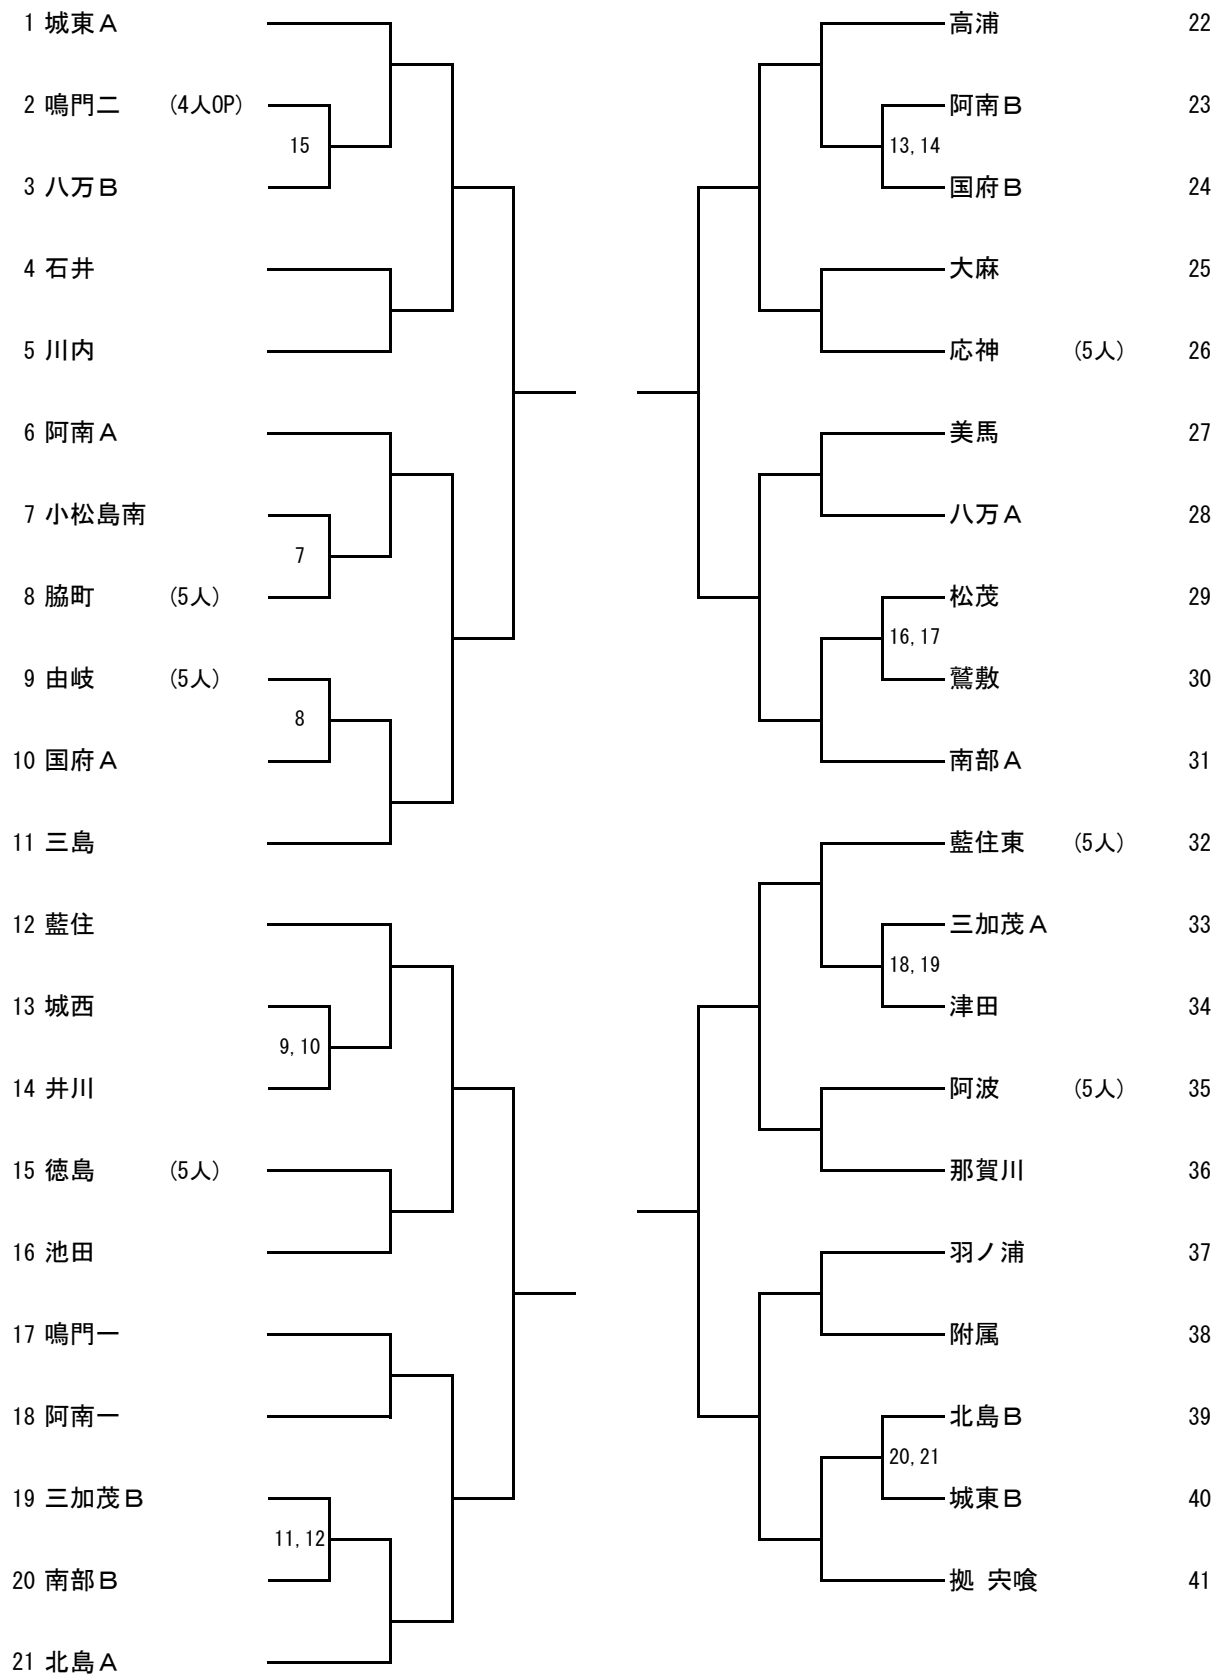 1 城東A
2 鳴門二 (4人OP)
15
3 八万B
4 石井
5 川内
6 阿南A
7 小松島南
7
8 脇町 (5人)
9 由岐 (5人)
8
10 国府A
11 三島
12 藍住
13 城西
9,10
14 井川
15 徳島 (5人)
16 池田
17 鳴門一
18 阿南一
19 三加茂B
11,12
20 南部B
21 北島A
高浦 22
阿南B 23
13,14
国府B 24
大麻 25
応神 (5人) 26
美馬 27
八万A 28
松茂 29
16,17
鷲敷 30
南部A 31
藍住東 (5人) 32
三加茂A 33
18,19
津田 34
阿波 (5人) 35
那賀川 36
羽ノ浦 37
附属 38
北島B 39
20,21
城東B 40
拠 宍喰 41